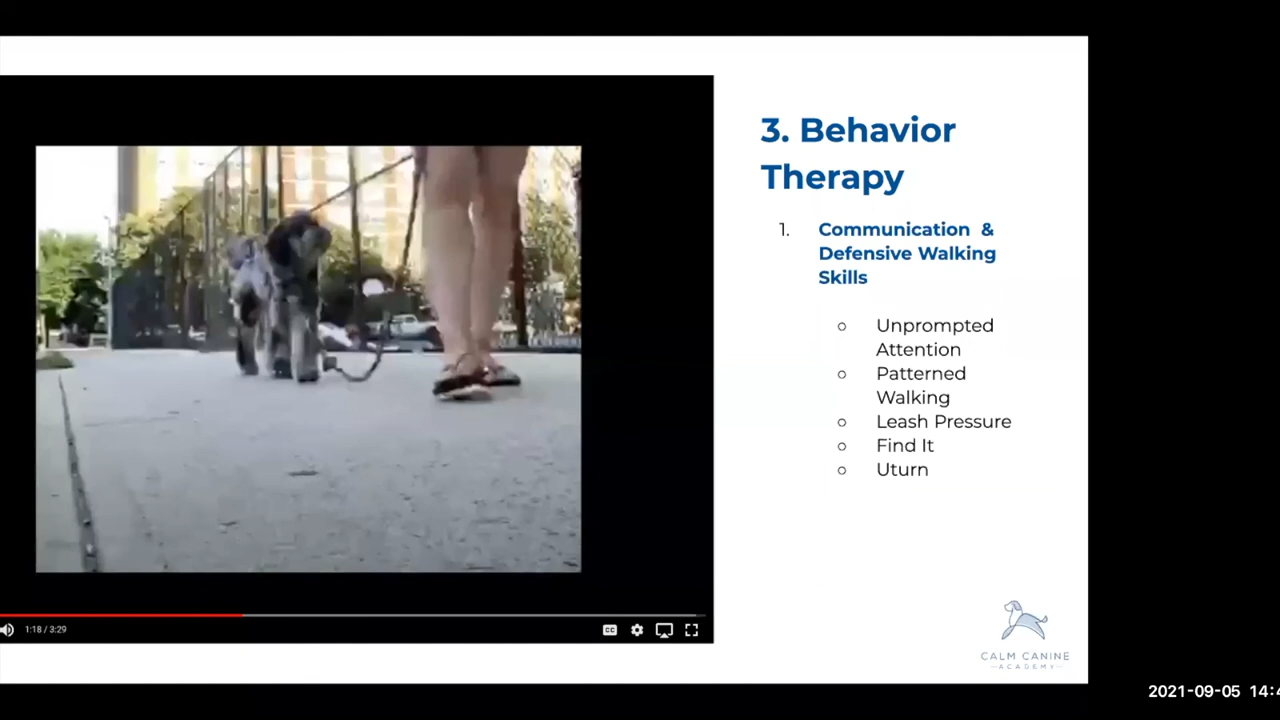 3. Behavior
Therapy
1. Communication &
Defensive Walking
Skills
○ Unprompted
Attention
○ Patterned
Walking
○ Leash Pressure
○ Find It
○ Uturn
1:18 / 3:29
CC
CALM CANINE
ACADEMY
2021-09-05 14:4